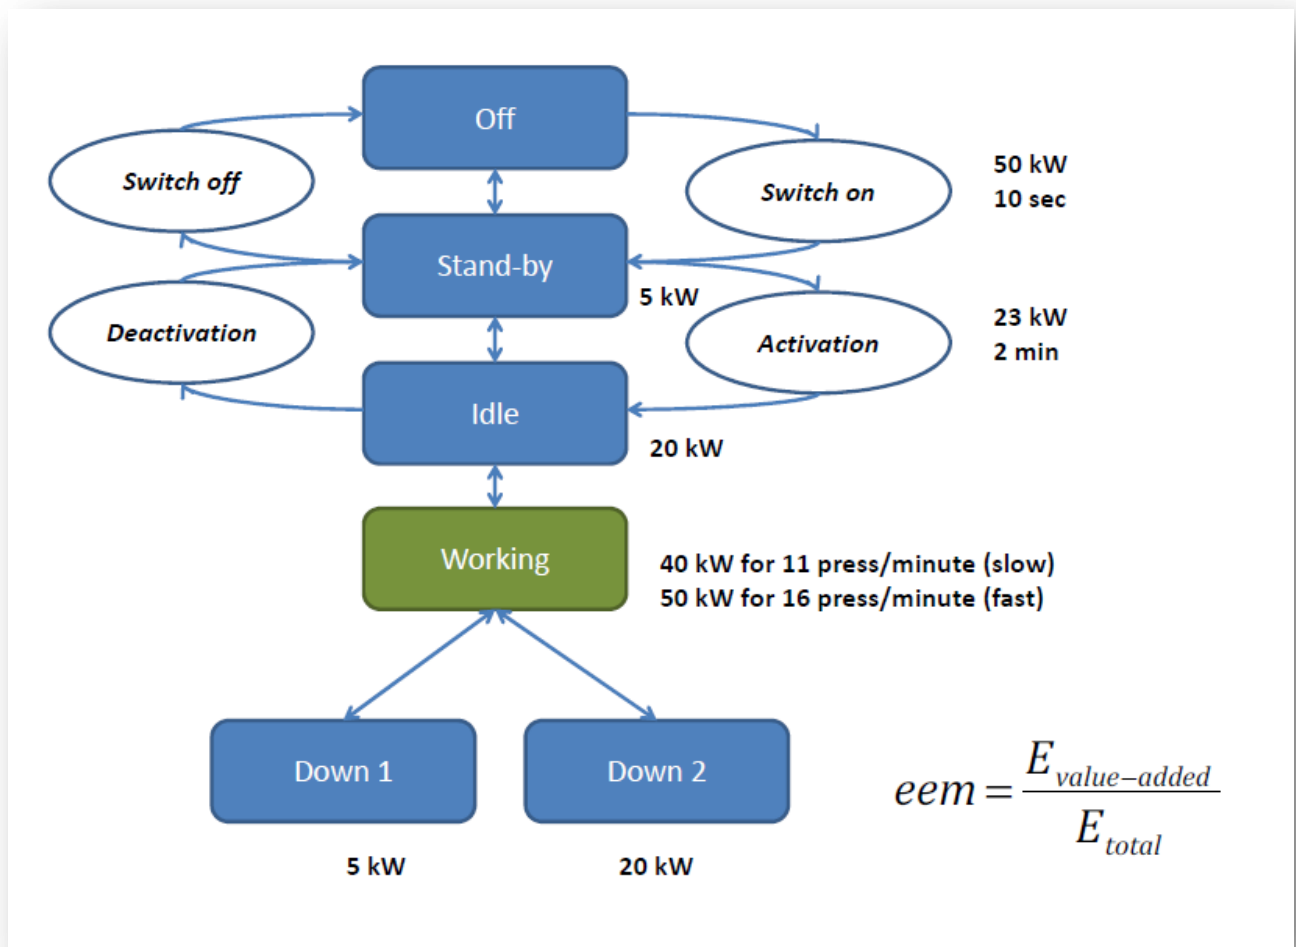 Off
Switch off
Switch on
50 kW
10 sec
Stand-by
5 kW
Deactivation
Activation
23 kW
2 min
Idle
20 kW
Working
40 kW for 11 press/minute (slow)
50 kW for 16 press/minute (fast)
Down 1
Down 2
5 kW
20 kW
eem = E value-added / E total